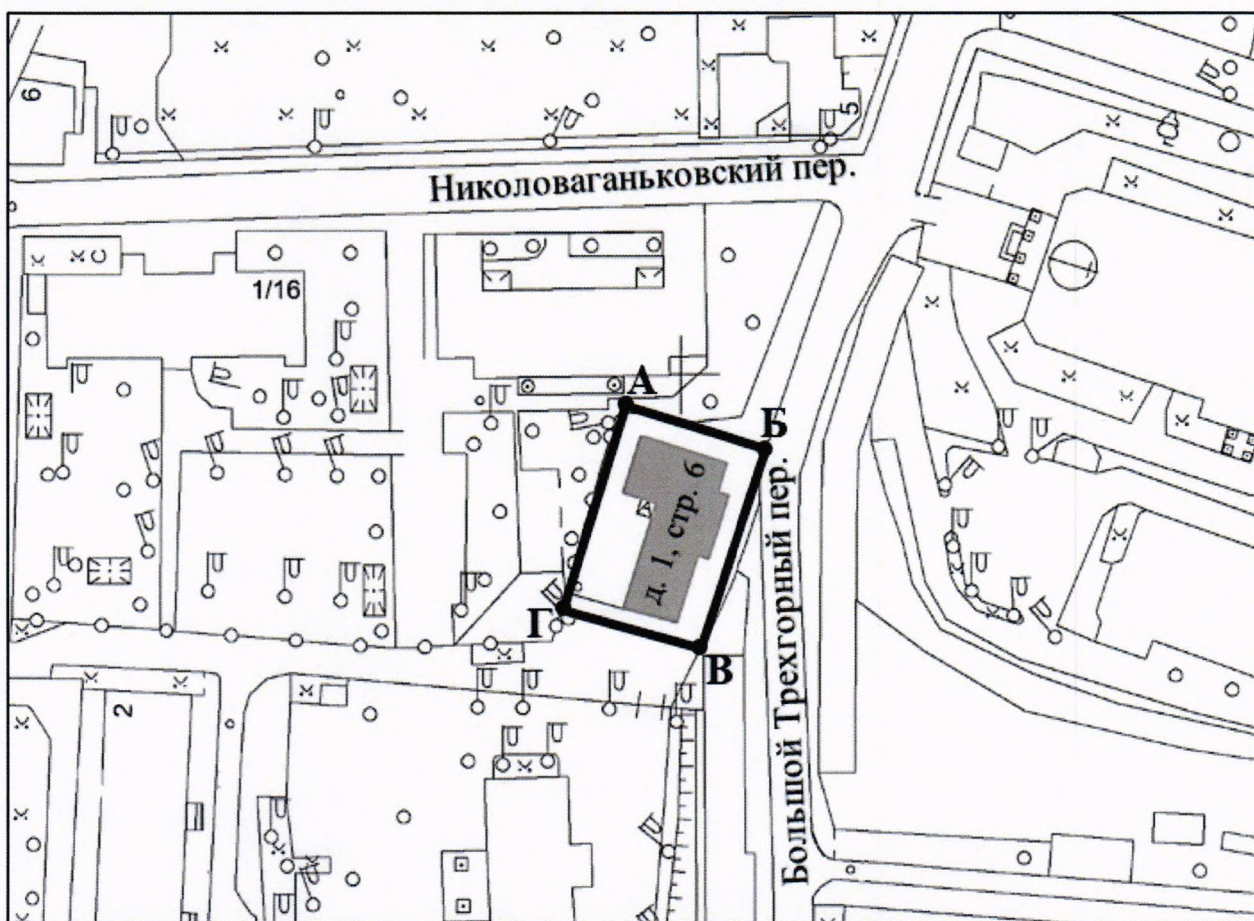 6
5
Николоваганьковский пер.
С
1/16
А
Б
д. 1, стр. 6
Г
В
Большой Трехгорный пер.
2